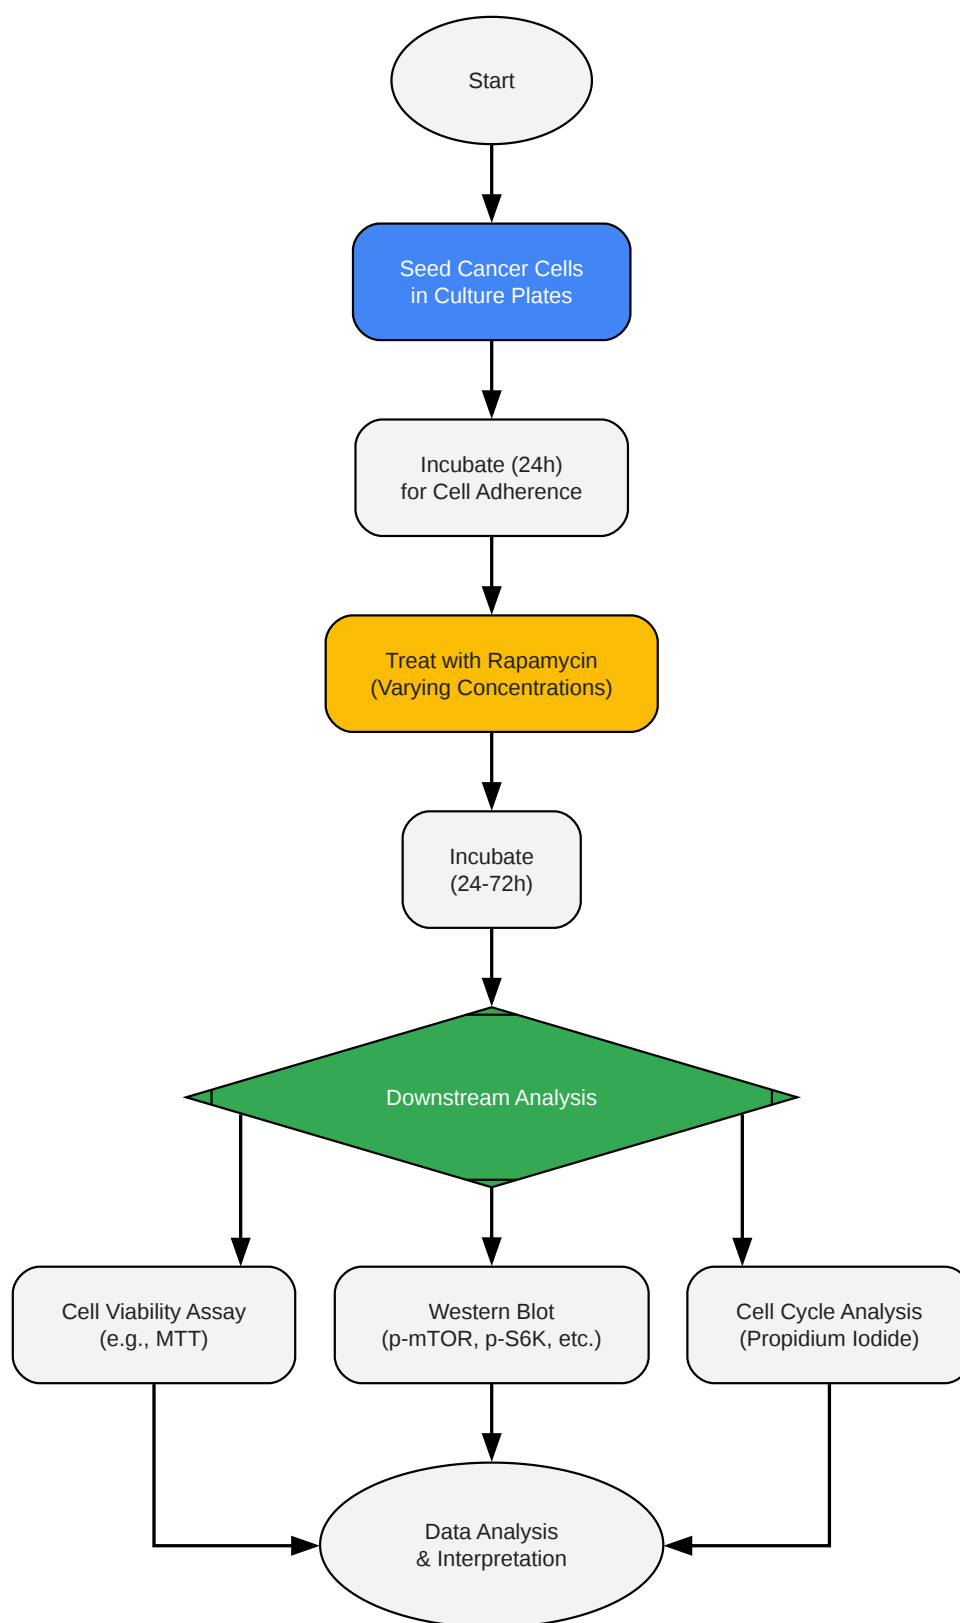 Start
Seed Cancer Cells
in Culture Plates
Incubate (24h)
for Cell Adherence
Treat with Rapamycin
(Varying Concentrations)
Incubate
(24-72h)
Downstream Analysis
Cell Viability Assay
(e.g., MTT)
Western Blot
(p-mTOR, p-S6K, etc.)
Cell Cycle Analysis
(Propidium Iodide)
Data Analysis
& Interpretation